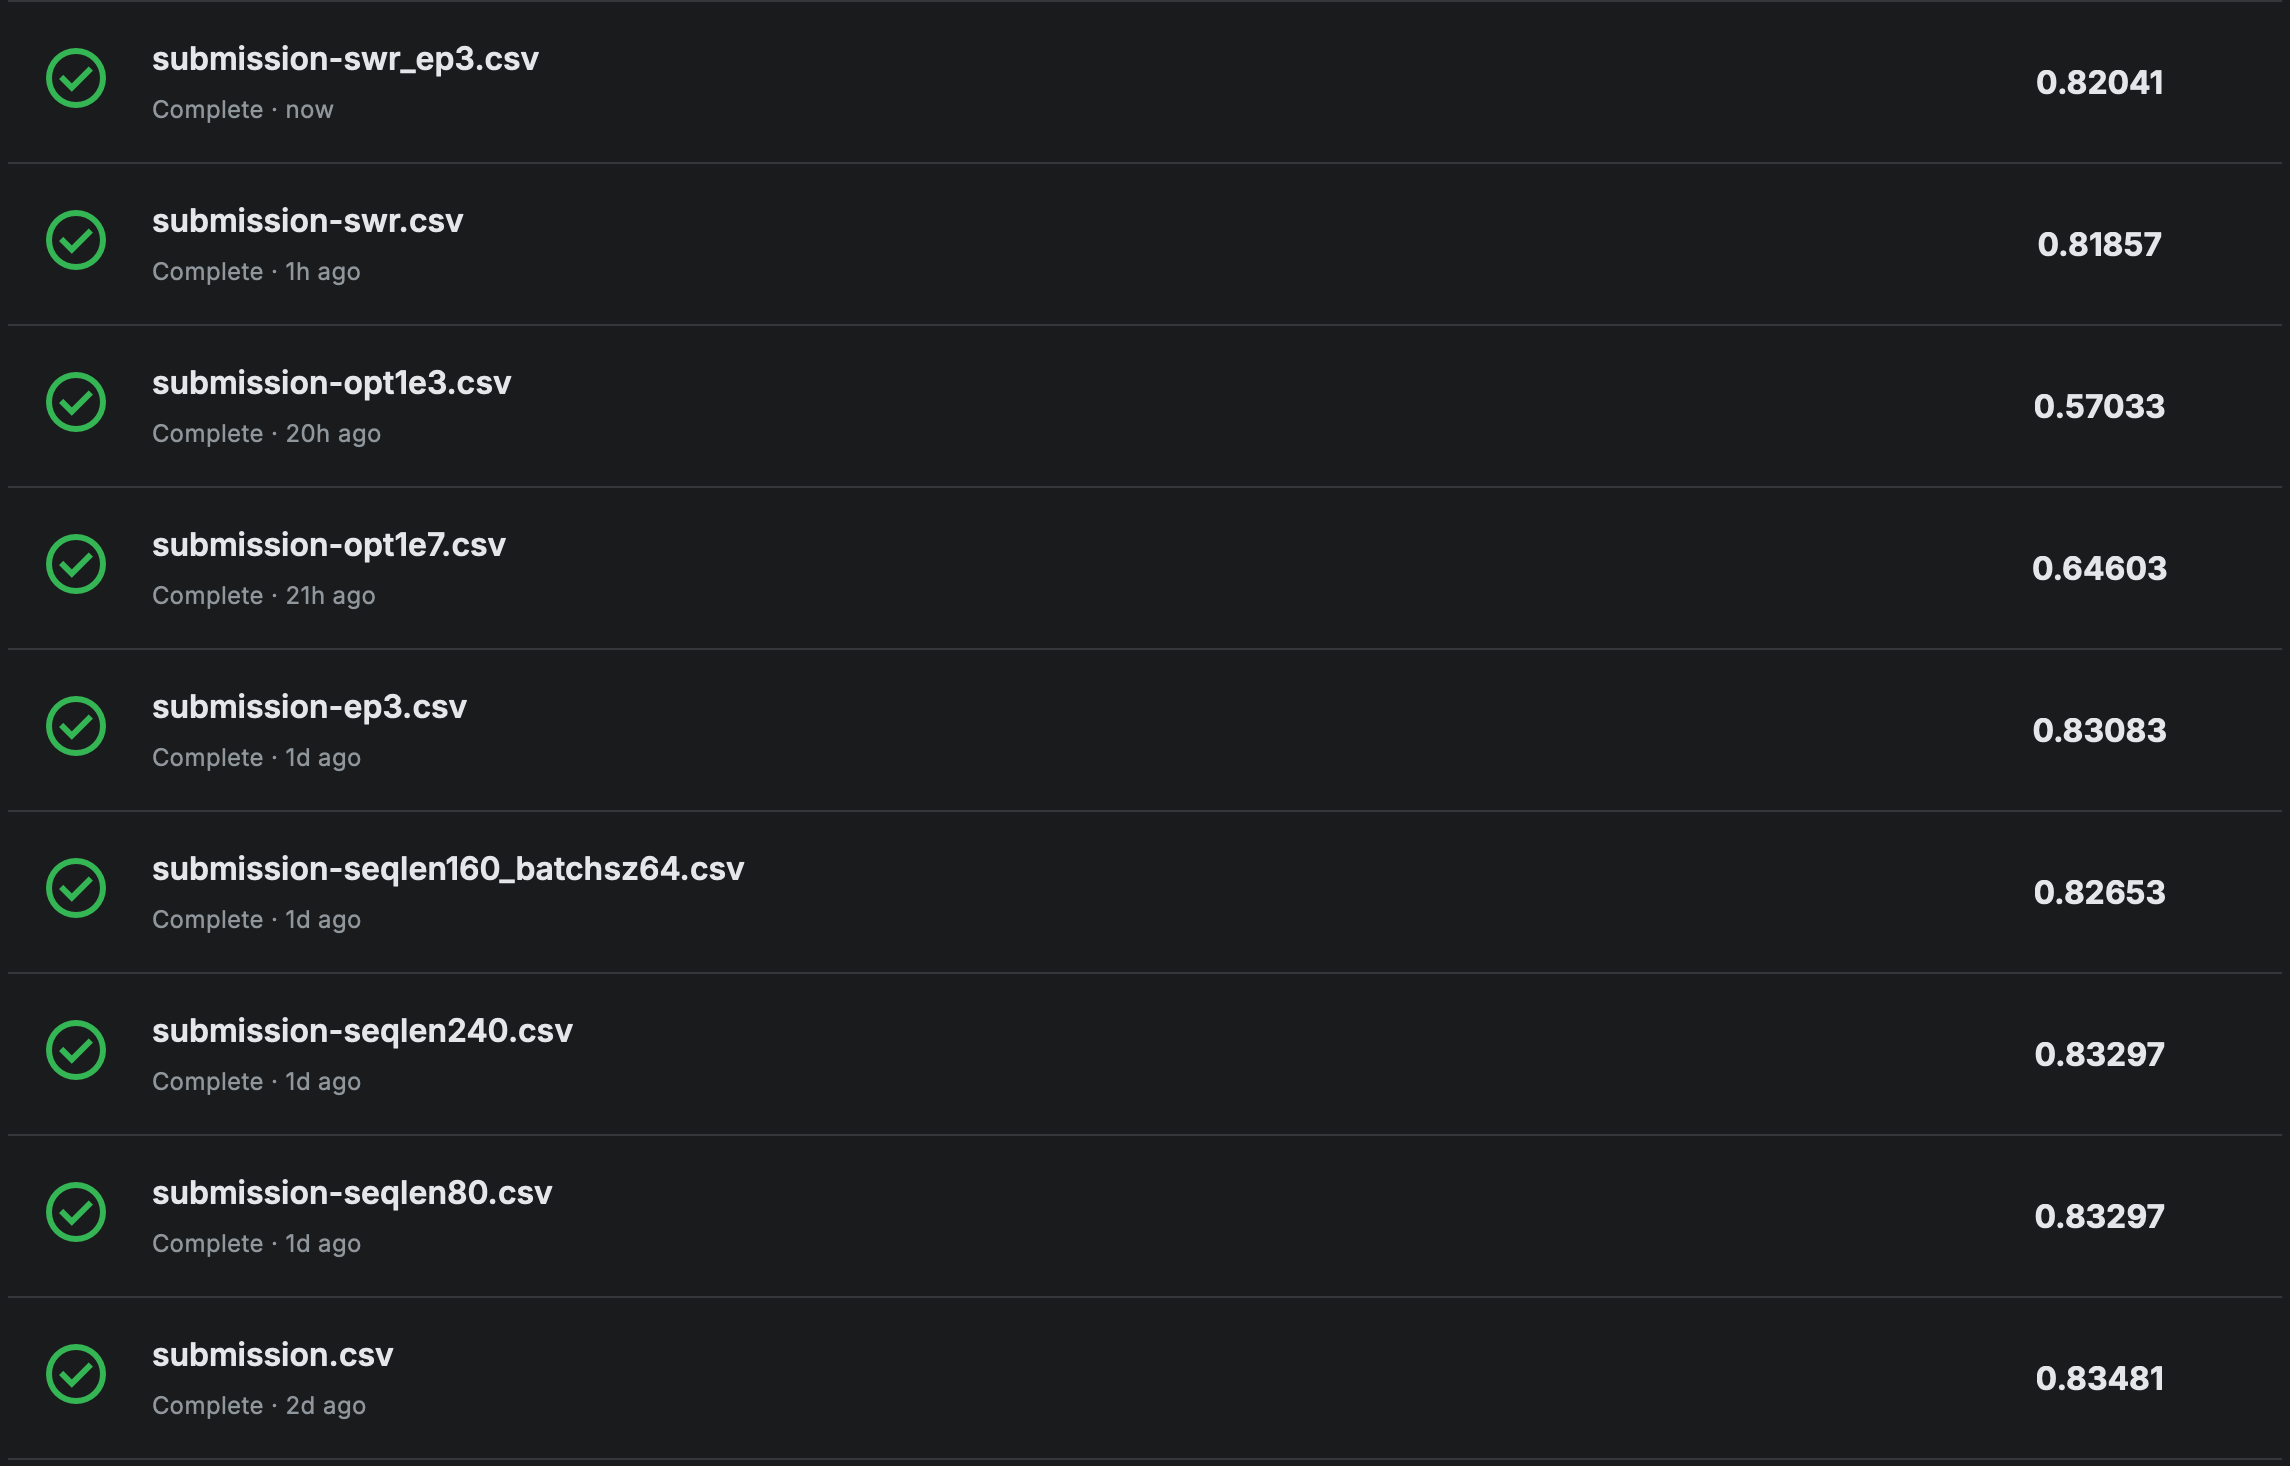 submission-swr_ep3.csv
Complete · now
0.82041
submission-swr.csv
Complete · 1h ago
0.81857
submission-opt1e3.csv
Complete · 20h ago
0.57033
submission-opt1e7.csv
Complete · 21h ago
0.64603
submission-ep3.csv
Complete · 1d ago
0.83083
submission-seqlen160_batchsz64.csv
Complete · 1d ago
0.82653
submission-seqlen240.csv
Complete · 1d ago
0.83297
submission-seqlen80.csv
Complete · 1d ago
0.83297
submission.csv
Complete · 2d ago
0.83481